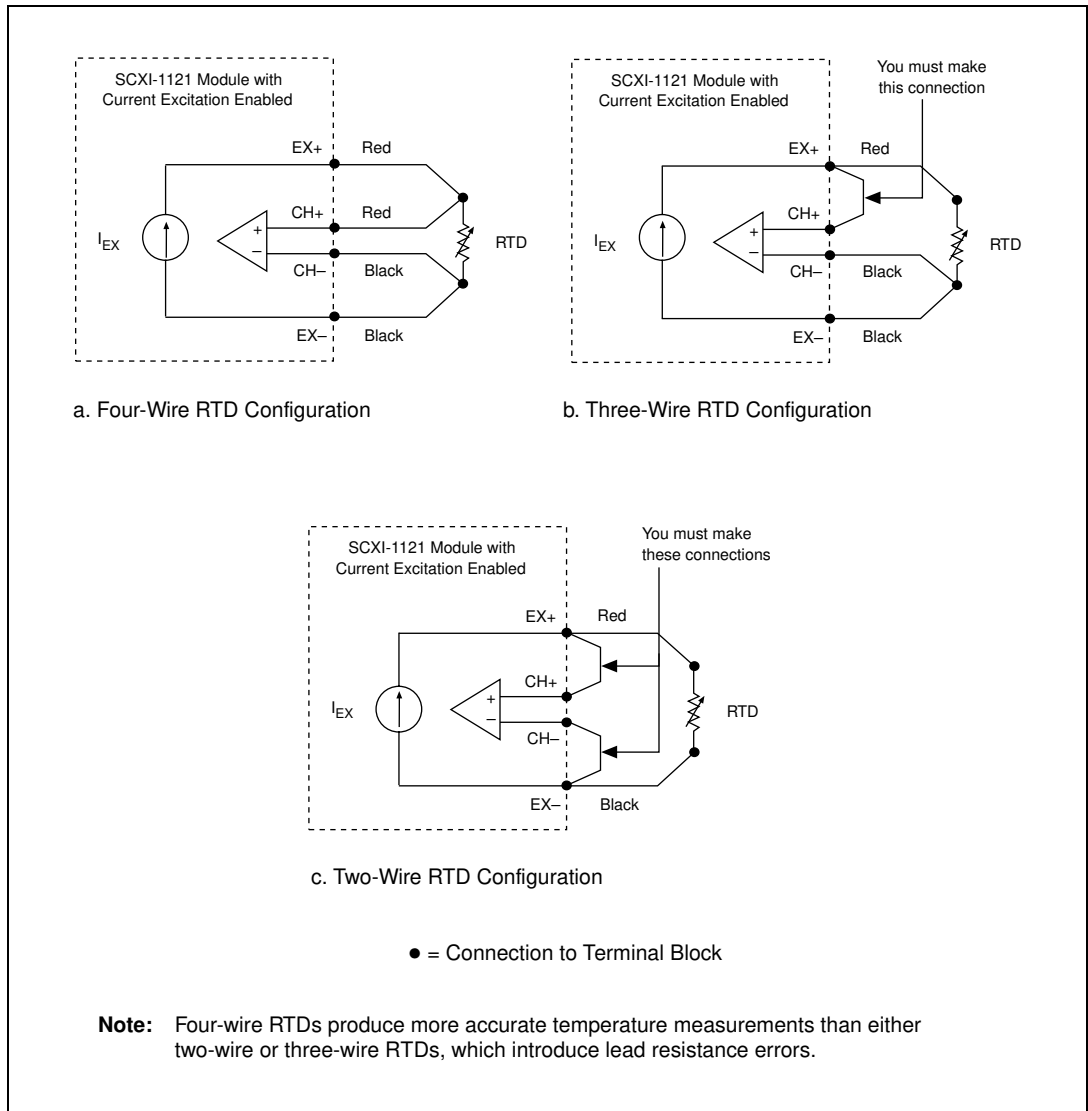 SCXI-1121 Module with
Current Excitation Enabled
EX+ Red
CH+ Red
+
–
IEX
RTD
CH– Black
EX– Black
a. Four-Wire RTD Configuration
SCXI-1121 Module with
Current Excitation Enabled
You must make
this connection
EX+ Red
CH+
+
–
IEX
RTD
CH– Black
EX– Black
b. Three-Wire RTD Configuration
SCXI-1121 Module with
Current Excitation Enabled
You must make
these connections
EX+ Red
CH+
+
–
IEX
RTD
CH–
EX– Black
c. Two-Wire RTD Configuration
● = Connection to Terminal Block
Note: Four-wire RTDs produce more accurate temperature measurements than either
two-wire or three-wire RTDs, which introduce lead resistance errors.